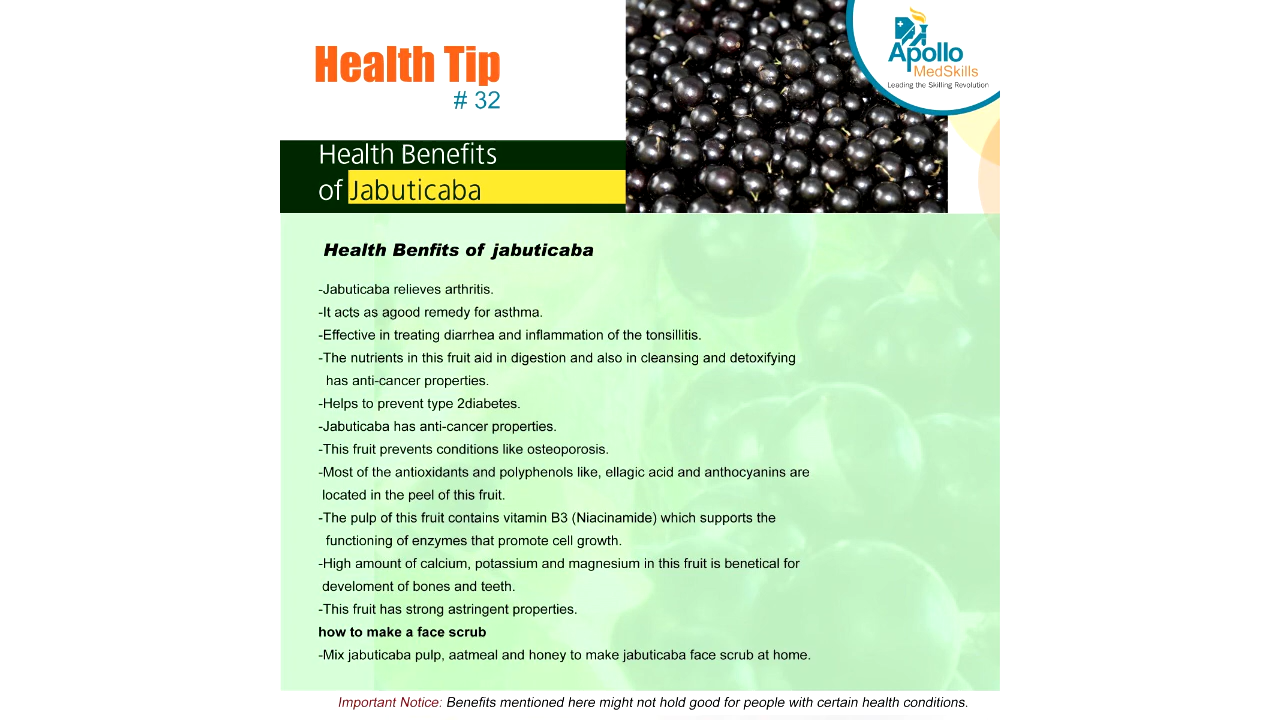 Health Tip
# 32
Apollo
MedSkills
Leading the Skilling Revolution
Health Benefits
of Jabuticaba
Health Benfits of jabuticaba
-Jabuticaba relieves arthritis.
-It acts as agood remedy for asthma.
-Effective in treating diarrhea and inflammation of the tonsillitis.
-The nutrients in this fruit aid in digestion and also in cleansing and detoxifying
has anti-cancer properties.
-Helps to prevent type 2diabetes.
-Jabuticaba has anti-cancer properties.
-This fruit prevents conditions like osteoporosis.
-Most of the antioxidants and polyphenols like, ellagic acid and anthocyanins are
located in the peel of this fruit.
-The pulp of this fruit contains vitamin B3 (Niacinamide) which supports the
functioning of enzymes that promote cell growth.
-High amount of calcium, potassium and magnesium in this fruit is benetical for
develoment of bones and teeth.
-This fruit has strong astringent properties.
how to make a face scrub
-Mix jabuticaba pulp, aatmeal and honey to make jabuticaba face scrub at home.
Important Notice: Benefits mentioned here might not hold good for people with certain health conditions.